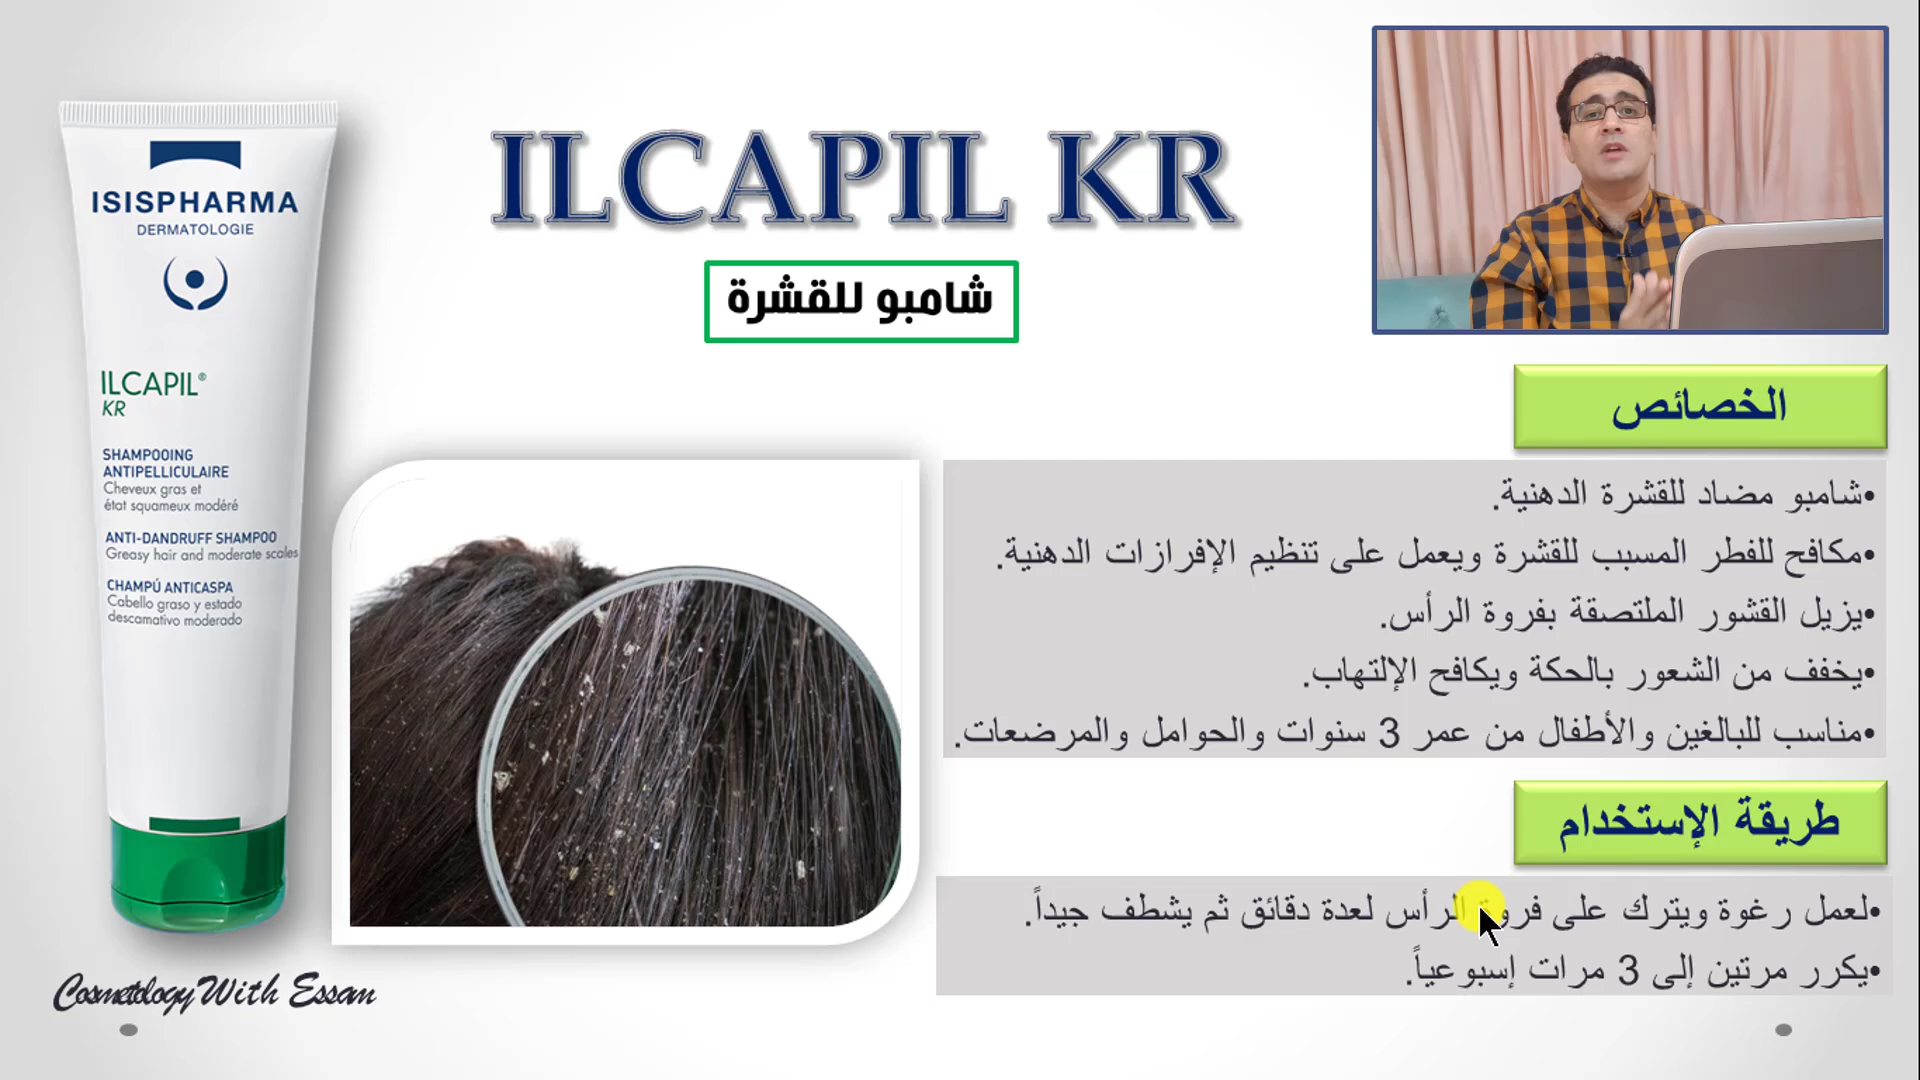 ILCAPIL KR
شامبو للقشرة
ISISPHARMA
DERMATOLOGIE
ILCAPIL®
KR
SHAMPOOING
ANTIPELLICULAIRE
Cheveux gras et
état squameux modéré
ANTI-DANDRUFF SHAMPOO
Greasy hair and moderate scales
CHAMPÚ ANTICASPA
Cabello graso y estado
descamativo moderado
الخصائص
•شامبو مضاد للقشرة الدهنية.
•مكافح للفطر المسبب للقشرة ويعمل على تنظيم الإفرازات الدهنية.
•يزيل القشور الملتصقة بفروة الرأس.
•يخفف من الشعور بالحكة ويكافح الإلتهاب.
•مناسب للبالغين والأطفال من عمر 3 سنوات والحوامل والمرضعات.
طريقة الإستخدام
•لعمل رغوة ويترك على فروة الرأس لعدة دقائق ثم يشطف جيداً.
•يكرر مرتين إلى 3 مرات إسبوعياً.
Cosmetology With Essam